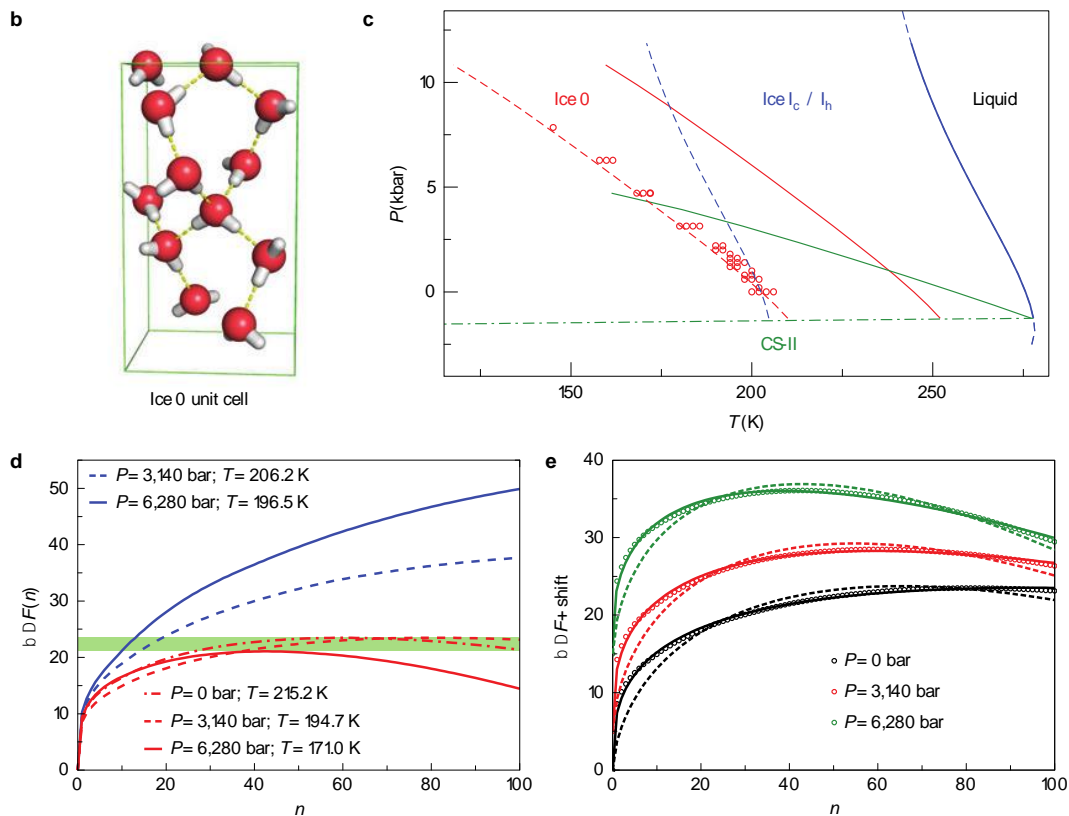 b
Ice 0 unit cell
c
P (kbar)
10
5
0
150
200
250
T (K)
Ice 0
Ice Ic / Ih
Liquid
CS-II
d
b D F(n)
50
40
30
20
10
0
P = 3,140 bar; T = 206.2 K
P = 6,280 bar; T = 196.5 K
P = 0 bar; T = 215.2 K
P = 3,140 bar; T = 194.7 K
P = 6,280 bar; T = 171.0 K
0
20
40
60
80
100
n
e
b D F + shift
40
30
20
10
0
P = 0 bar
P = 3,140 bar
P = 6,280 bar
0
20
40
60
80
100
n